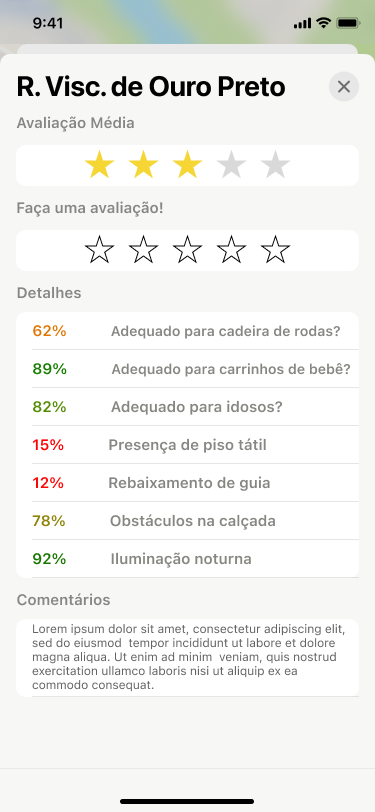 9:41
R. Visc. de Ouro Preto
Avaliação Média
Faça uma avaliação!
Detalhes
62% Adequado para cadeira de rodas?
89% Adequado para carrinhos de bebê?
82% Adequado para idosos?
15% Presença de piso tátil
12% Rebaixamento de guia
78% Obstáculos na calçada
92% Iluminação noturna
Comentários
Lorem ipsum dolor sit amet, consectetur adipiscing elit,
sed do eiusmod  tempor incididunt ut labore et dolore
magna aliqua. Ut enim ad minim  veniam, quis nostrud
exercitation ullamco laboris nisi ut aliquip ex ea
commodo consequat.